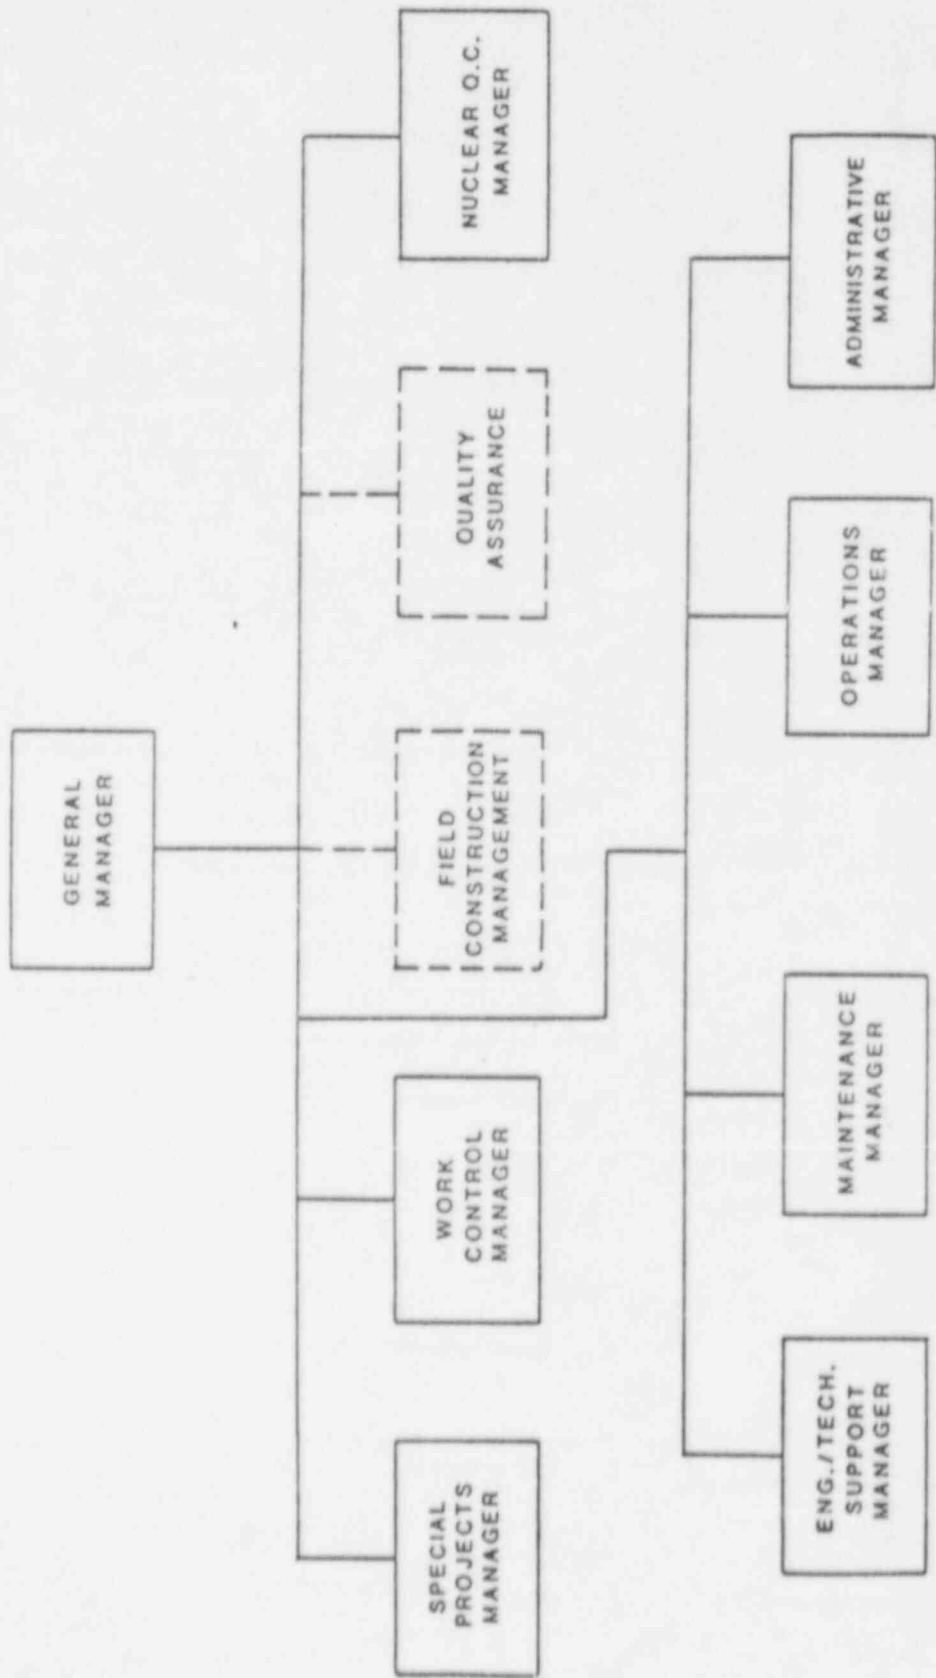 GENERAL
MANAGER
SPECIAL
PROJECTS
MANAGER
WORK
CONTROL
MANAGER
FIELD
CONSTRUCTION
MANAGEMENT
QUALITY
ASSURANCE
NUCLEAR Q.C.
MANAGER
ENG./TECH.
SUPPORT
MANAGER
MAINTENANCE
MANAGER
OPERATIONS
MANAGER
ADMINISTRATIVE
MANAGER